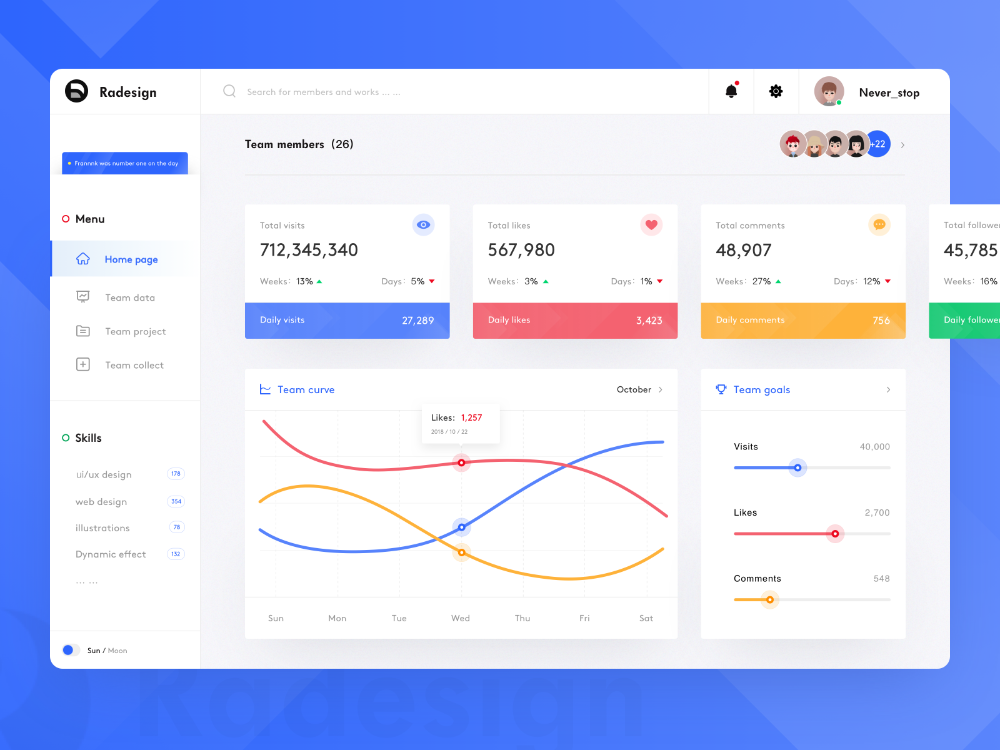 Radesign
Search for members and works ... ...
Never_stop
Frannnk was number one on the day
Menu
Home page
Team data
Team project
Team collect
Skills
ui/ux design 178
web design 354
illustrations 78
Dynamic effect 132
... ...
Sun / Moon
Team members (26)
+22
Total visits
712,345,340
Weeks: 13% Days: 5%
Daily visits 27,289
Total likes
567,980
Weeks: 3% Days: 1%
Daily likes 3,423
Total comments
48,907
Weeks: 27% Days: 12%
Daily comments 756
Total followe
45,785
Weeks: 16%
Daily followe
Team curve October
Likes: 1,257
2018 / 10 / 22
Sun Mon Tue Wed Thu Fri Sat
Team goals
Visits 40,000
Likes 2,700
Comments 548
Radesign